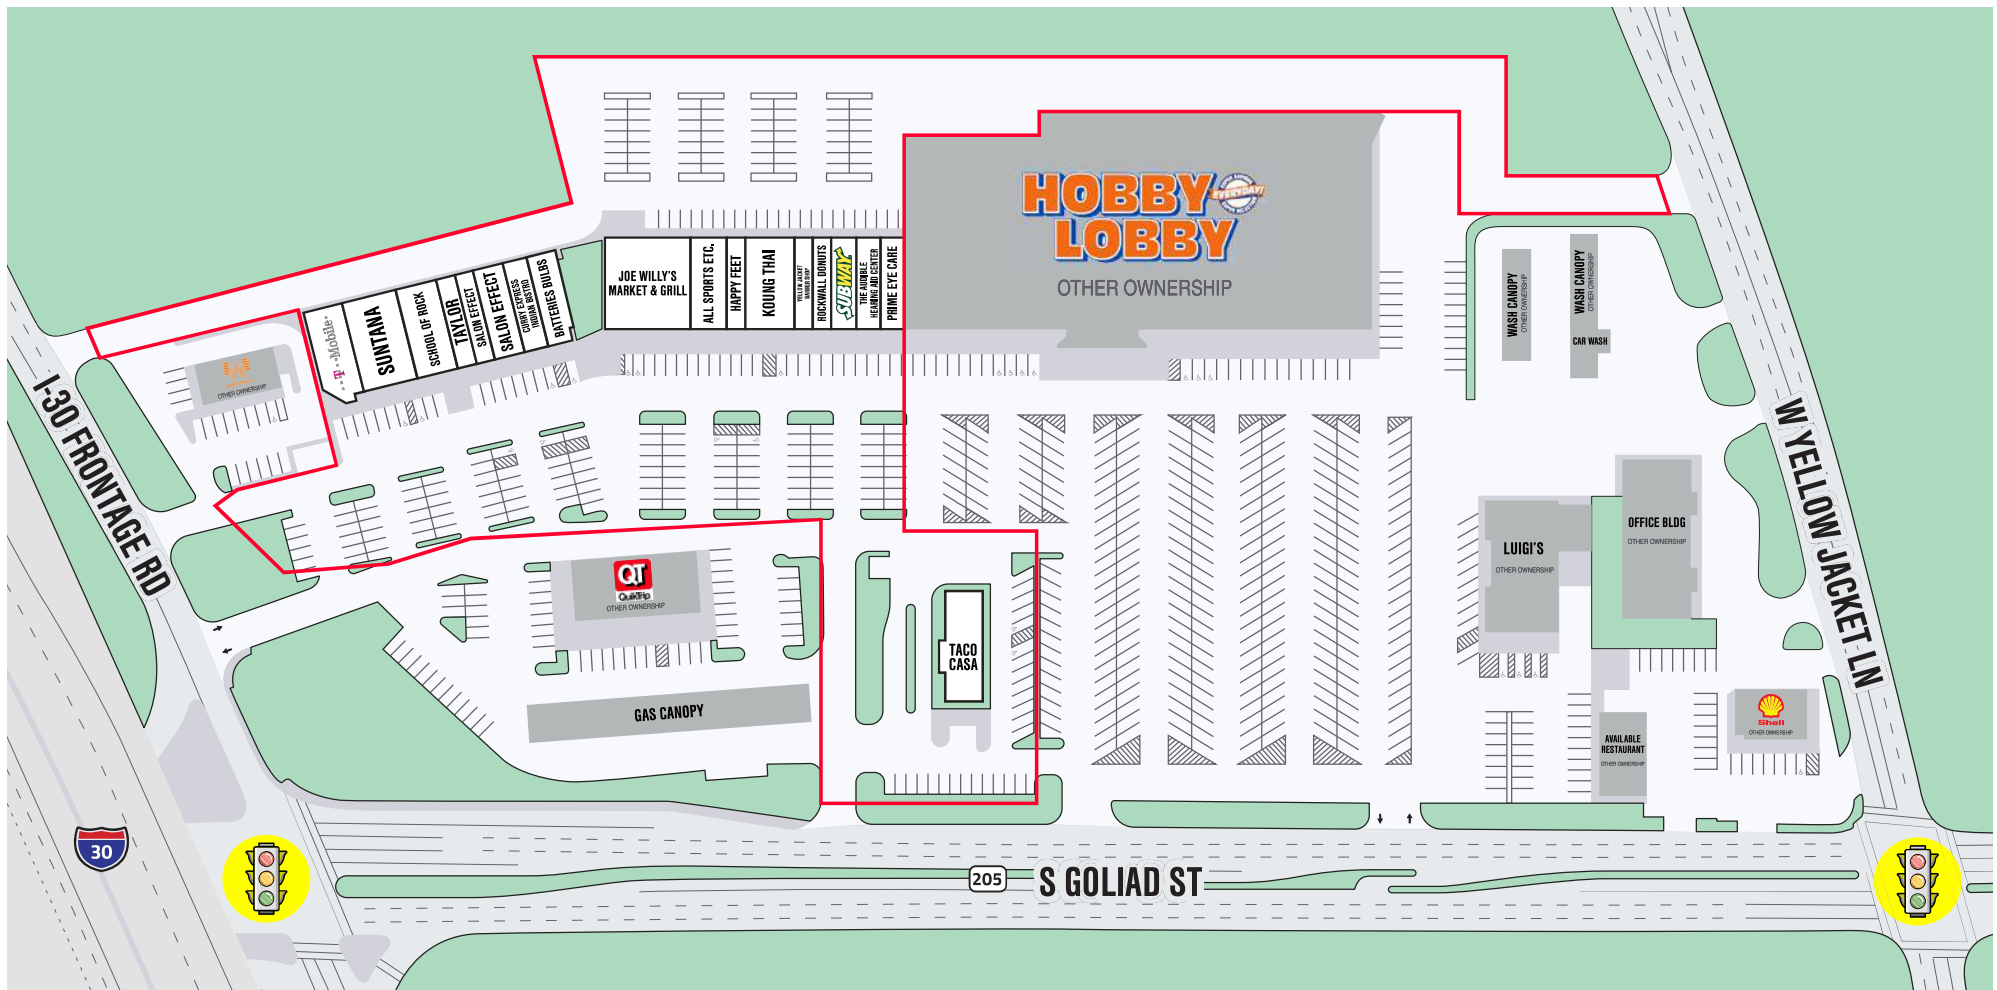 HOBBY
LOBBY
EVERYDAY!
OTHER OWNERSHIP
T··Mobile·
SUNTANA
SCHOOL OF ROCK
TAYLOR
SALON EFFECT
SALON EFFECT
CURRY EXPRESS
INDIAN BISTRO
BATTERIES BULBS
JOE WILLY'S
MARKET & GRILL
ALL SPORTS ETC.
HAPPY FEET
KOUNG THAI
YELLOW JACKET
BARBER SHOP
ROCKWALL DONUTS
SUBWAY
THE AUDIBLE
HEARING AID CENTER
PRIME EYE CARE
W
OTHER OWNERSHIP
WASH CANOPY
OTHER OWNERSHIP
WASH CANOPY
OTHER OWNERSHIP
CAR WASH
I-30 FRONTAGE RD
W YELLOW JACKET LN
OFFICE BLDG
OTHER OWNERSHIP
LUIGI'S
OTHER OWNERSHIP
QT
QuikTrip
OTHER OWNERSHIP
TACO
CASA
GAS CANOPY
Shell
OTHER OWNERSHIP
AVAILABLE
RESTAURANT
OTHER OWNERSHIP
30
205
S GOLIAD ST